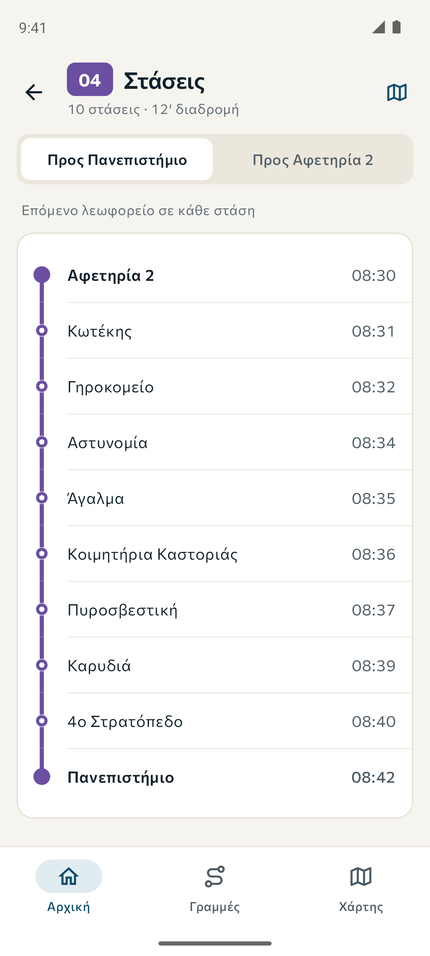 9:41
04 Στάσεις
10 στάσεις · 12' διαδρομή
Προς Πανεπιστήμιο Προς Αφετηρία 2
Επόμενο λεωφορείο σε κάθε στάση
Αφετηρία 2 08:30
Κωτέκης 08:31
Γηροκομείο 08:32
Αστυνομία 08:34
Άγαλμα 08:35
Κοιμητήρια Καστοριάς 08:36
Πυροσβεστική 08:37
Καρυδιά 08:39
4ο Στρατόπεδο 08:40
Πανεπιστήμιο 08:42
Αρχική Γραμμές Χάρτης